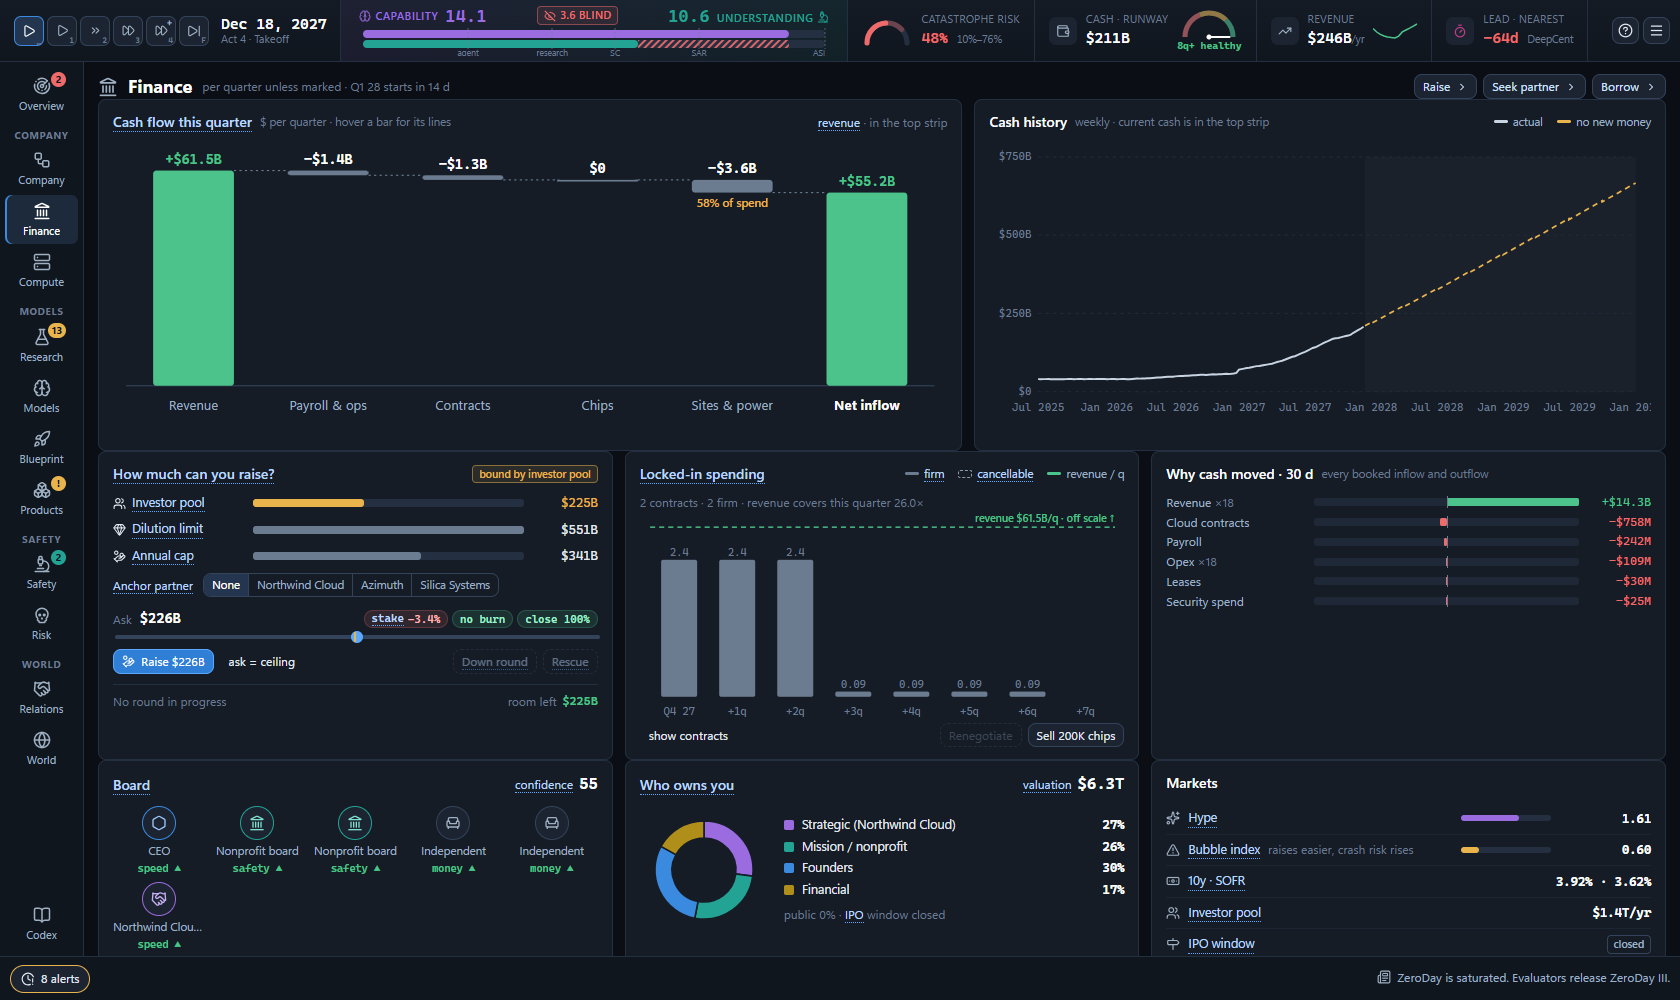 1
2
3
4
F
Dec 18, 2027
Act 4 · Takeoff
CAPABILITY 14.1
3.6 BLIND
10.6 UNDERSTANDING
agent
research
SC
SAR
ASI
CATASTROPHE RISK
48% 10%–76%
CASH · RUNWAY
$211B
8q+ healthy
REVENUE
$246B/yr
LEAD · NEAREST
−64d DeepCent
2
Overview
COMPANY
Company
Finance
Compute
MODELS
13
Research
Models
Blueprint
!
Products
SAFETY
2
Safety
Risk
WORLD
Relations
World
Codex
Finance per quarter unless marked · Q1 28 starts in 14 d
Raise
Seek partner
Borrow
Cash flow this quarter $ per quarter · hover a bar for its lines
revenue · in the top strip
+$61.5B
−$1.4B
−$1.3B
$0
−$3.6B
58% of spend
+$55.2B
Revenue
Payroll & ops
Contracts
Chips
Sites & power
Net inflow
Cash history weekly · current cash is in the top strip
actual
no new money
$750B
$500B
$250B
$0
Jul 2025
Jan 2026
Jul 2026
Jan 2027
Jul 2027
Jan 2028
Jul 2028
Jan 2029
Jul 2029
Jan 20
How much can you raise?
bound by investor pool
Investor pool $225B
Dilution limit $551B
Annual cap $341B
Anchor partner None Northwind Cloud Azimuth Silica Systems
Ask $226B
stake −3.4%
no burn
close 100%
Raise $226B
ask = ceiling
Down round
Rescue
No round in progress
room left $225B
Locked-in spending
firm
cancellable
revenue / q
2 contracts · 2 firm · revenue covers this quarter 26.0×
revenue $61.5B/q · off scale ↑
2.4
2.4
2.4
0.09
0.09
0.09
0.09
Q4 27
+1q
+2q
+3q
+4q
+5q
+6q
+7q
show contracts
Renegotiate
Sell 200K chips
Why cash moved · 30 d every booked inflow and outflow
Revenue ×18 +$14.3B
Cloud contracts −$758M
Payroll −$242M
Opex ×18 −$109M
Leases −$30M
Security spend −$25M
Board
confidence 55
CEO
speed ▲
Nonprofit board
safety ▲
Nonprofit board
safety ▲
Independent
money ▲
Independent
money ▲
Northwind Clou...
speed ▲
Who owns you
valuation $6.3T
Strategic (Northwind Cloud) 27%
Mission / nonprofit 26%
Founders 30%
Financial 17%
public 0% · IPO window closed
Markets
Hype 1.61
Bubble index raises easier, crash risk rises 0.60
10y · SOFR 3.92% · 3.62%
Investor pool $1.4T/yr
IPO window closed
8 alerts
ZeroDay is saturated. Evaluators release ZeroDay III.